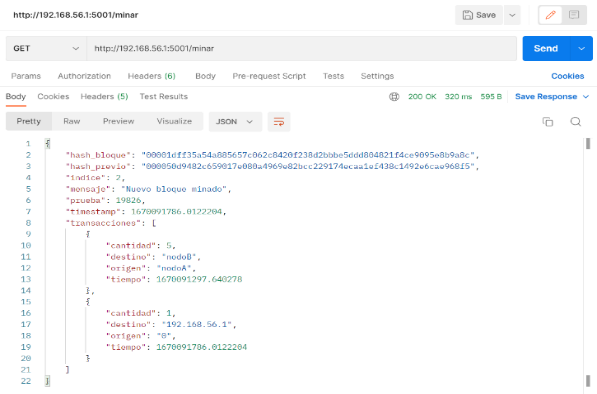 http://192.168.56.1:5001/minar
Save
GET
http://192.168.56.1:5001/minar
Send
Params
Authorization
Headers (6)
Body
Pre-request Script
Tests
Settings
Cookies
Body
Cookies
Headers (5)
Test Results
200 OK
320 ms
595 B
Save Response
Pretty
Raw
Preview
Visualize
JSON
1 {
2 "hash_bloque": "00001dff35a54a885657c062c8420f238d2bbbe5ddd804821f4ce9095e8b9a8c",
3 "hash_previo": "000050d9482c659017e080a4969e82bcc229174ecaa1ef438c1492e6cae968f5",
4 "indice": 2,
5 "mensaje": "Nuevo bloque minado",
6 "prueba": 19826,
7 "timestamp": 1670091786.0122204,
8 "transacciones": [
9 {
10 "cantidad": 5,
11 "destino": "nodoB",
12 "origen": "nodoA",
13 "tiempo": 1670091297.640278
14 },
15 {
16 "cantidad": 1,
17 "destino": "192.168.56.1",
18 "origen": "0",
19 "tiempo": 1670091786.0122204
20 }
21 ]
22 }